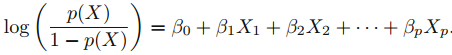 log ( p(X) / 1 − p(X) ) = β₀ + β₁X₁ + β₂X₂ + ··· + βₚXₚ.